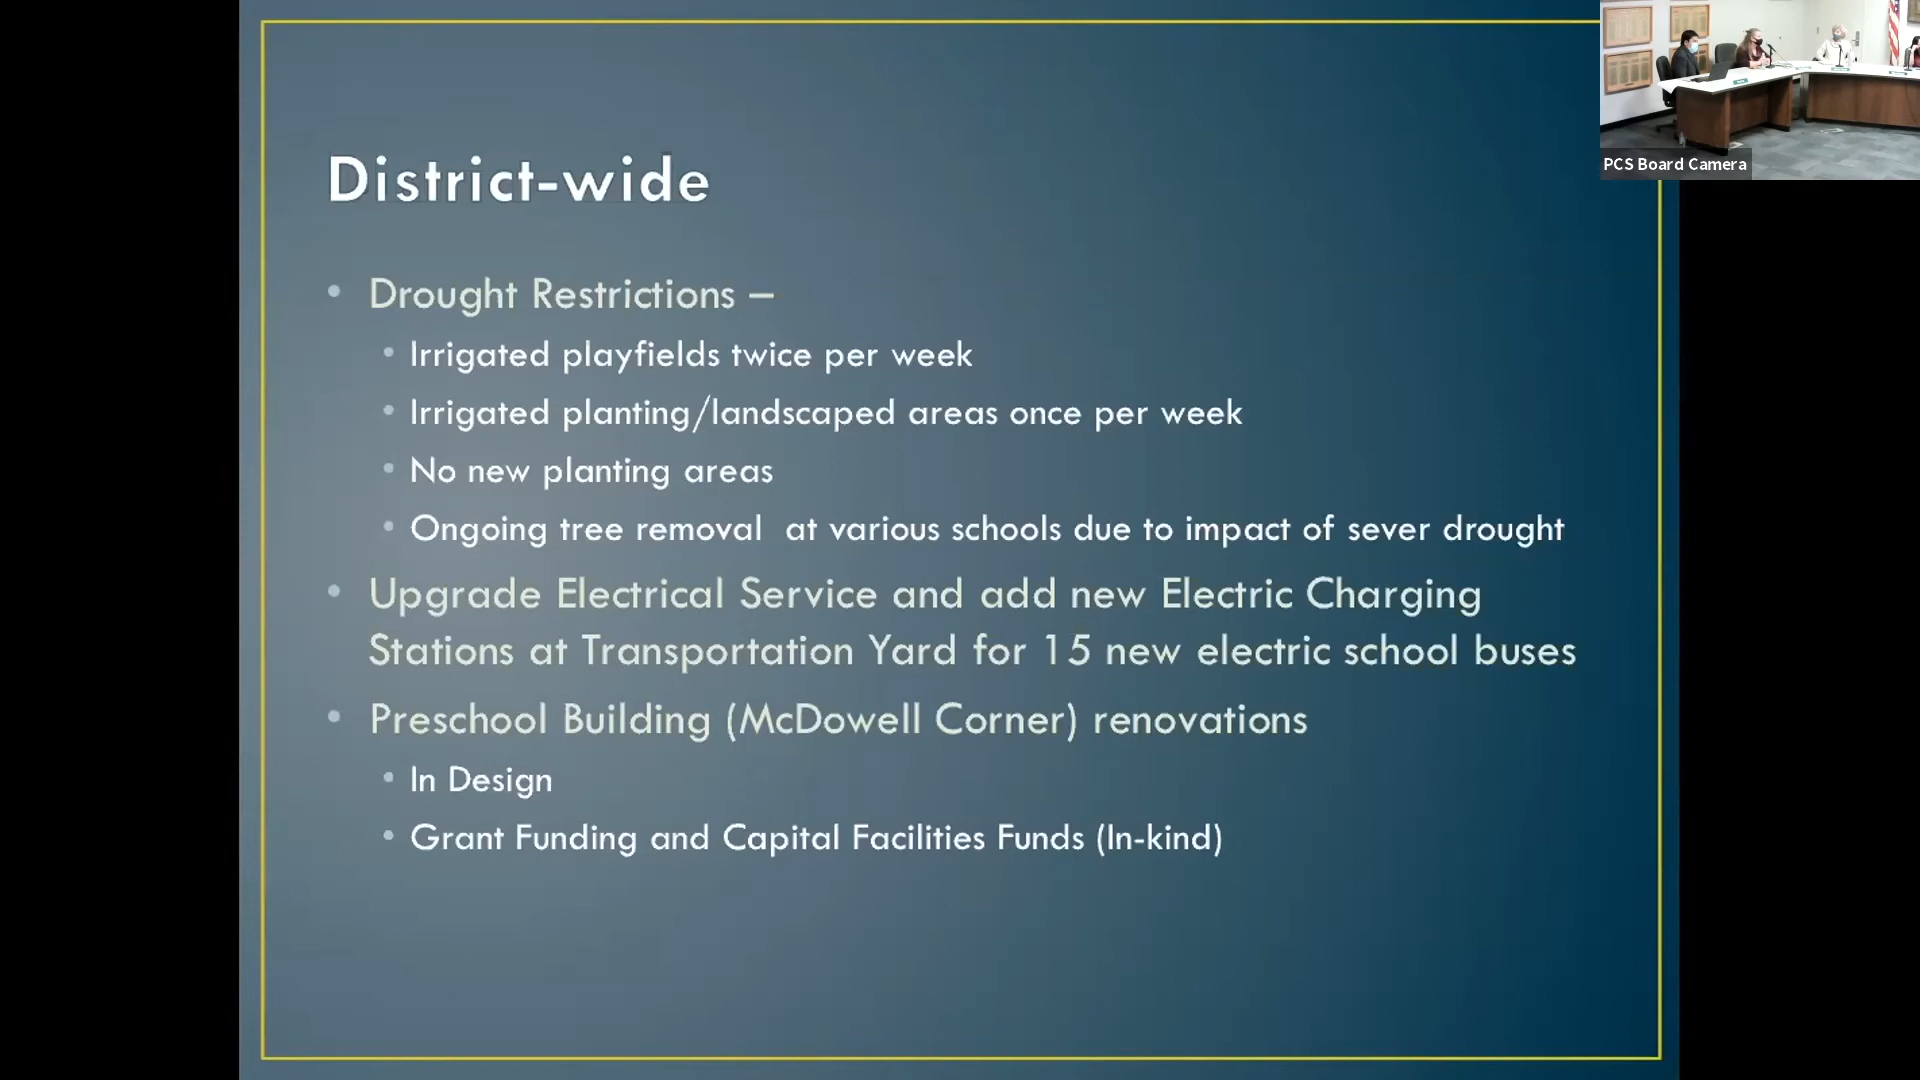 District-wide
• Drought Restrictions –
• Irrigated playfields twice per week
• Irrigated planting/landscaped areas once per week
• No new planting areas
• Ongoing tree removal  at various schools due to impact of sever drought
• Upgrade Electrical Service and add new Electric Charging
Stations at Transportation Yard for 15 new electric school buses
• Preschool Building (McDowell Corner) renovations
• In Design
• Grant Funding and Capital Facilities Funds (In-kind)
PCS Board Camera